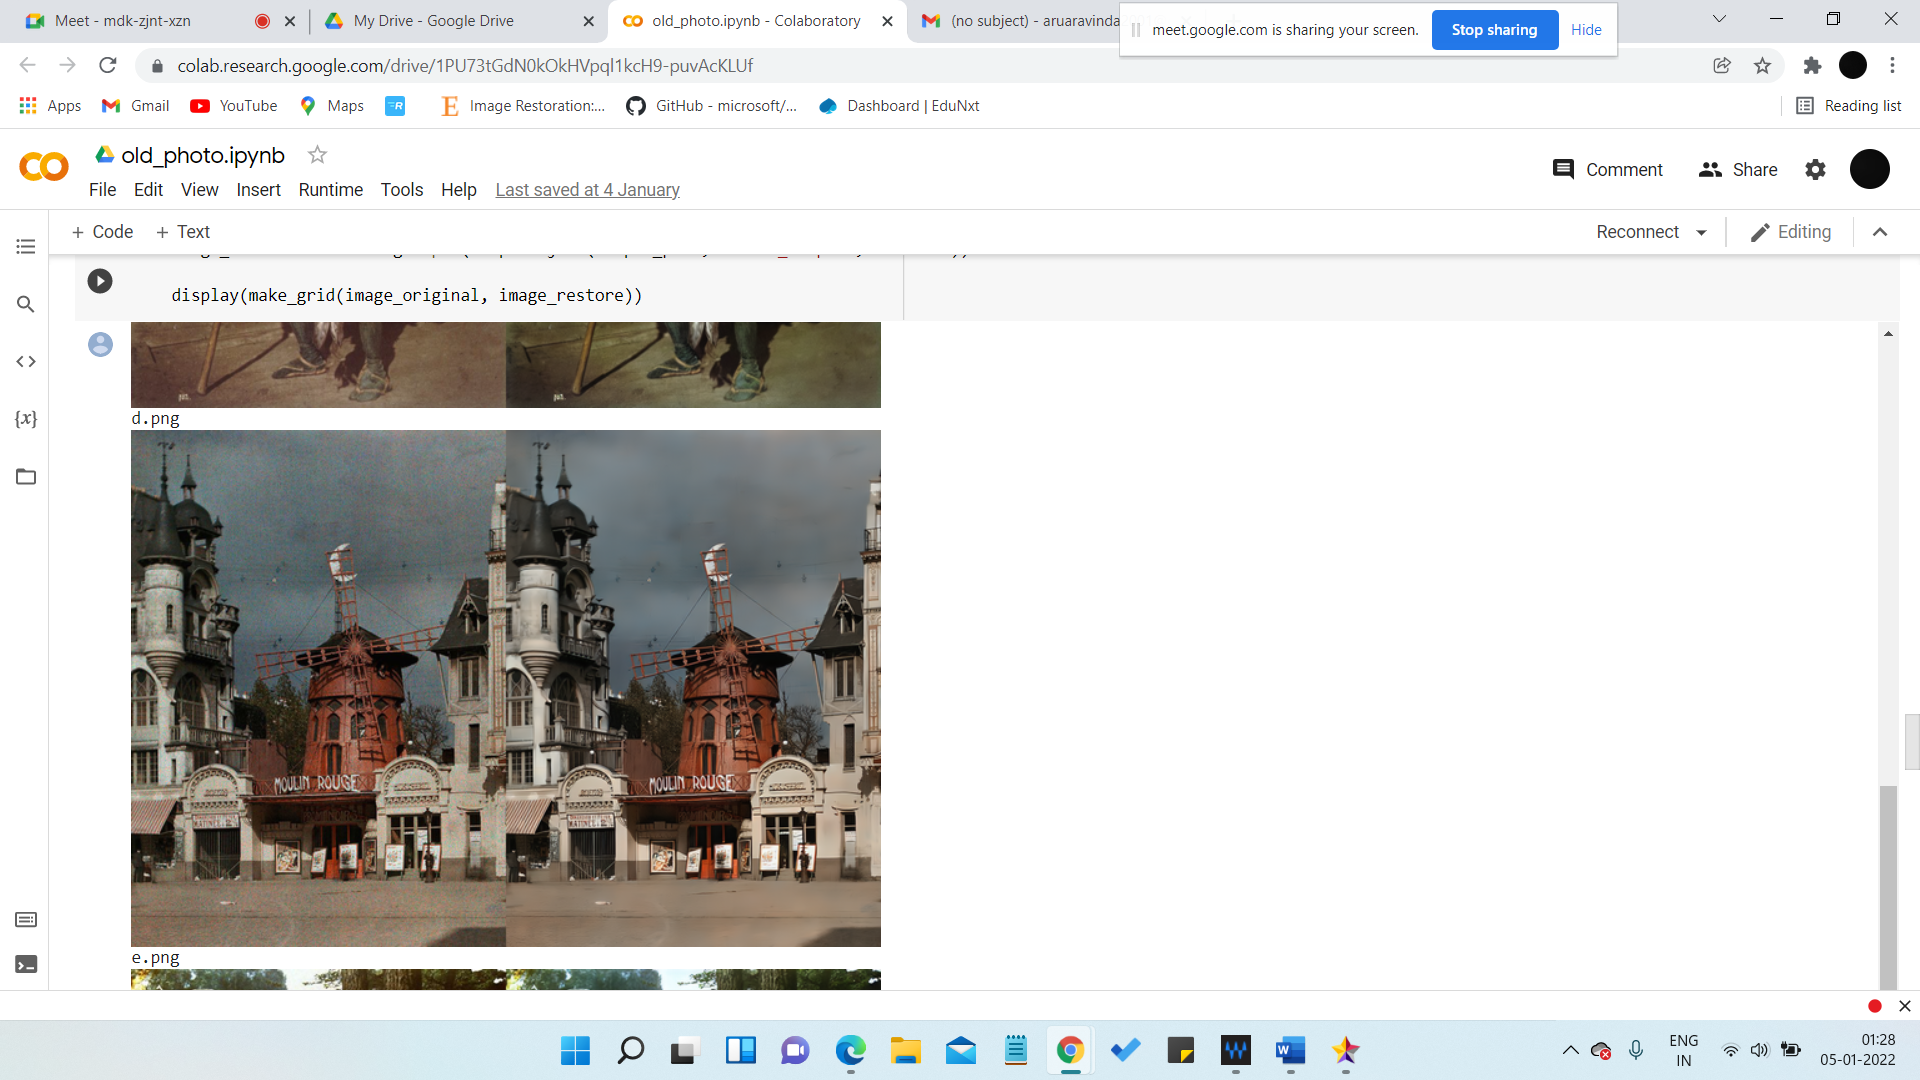 Meet - mdk-zjnt-xzn
My Drive - Google Drive
old_photo.ipynb - Colaboratory
(no subject) - aruaravinda
meet.google.com is sharing your screen.
Stop sharing
Hide
colab.research.google.com/drive/1PU73tGdN0kOkHVpql1kcH9-puvAcKLUf
Apps
Gmail
YouTube
Maps
Image Restoration:...
GitHub - microsoft/...
Dashboard | EduNxt
Reading list
old_photo.ipynb
Comment
Share
File Edit View Insert Runtime Tools Help Last saved at 4 January
+ Code + Text
Reconnect
Editing
display(make_grid(image_original, image_restore))
d.png
MOULIN ROUGE
MOULIN ROUGE
MATINEE
e.png
ENG
IN
01:28
05-01-2022